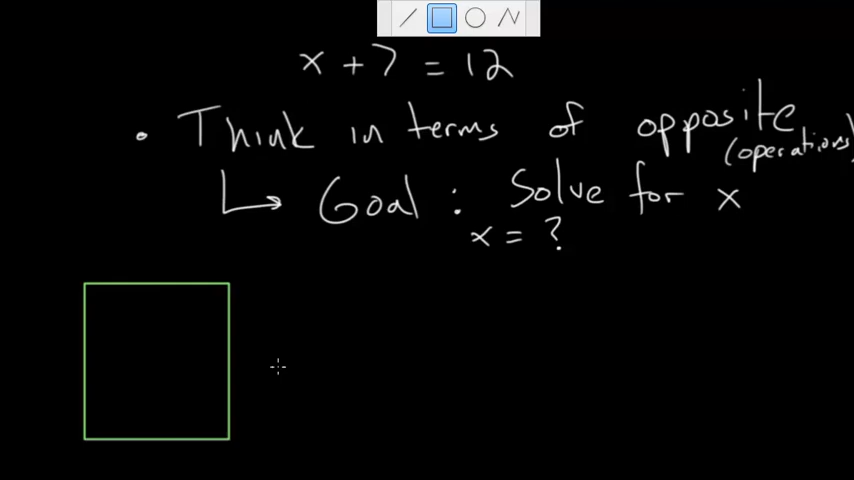 x + 7 = 12
• Think in terms of opposite
(operations)
↳ Goal : Solve for x
x = ?